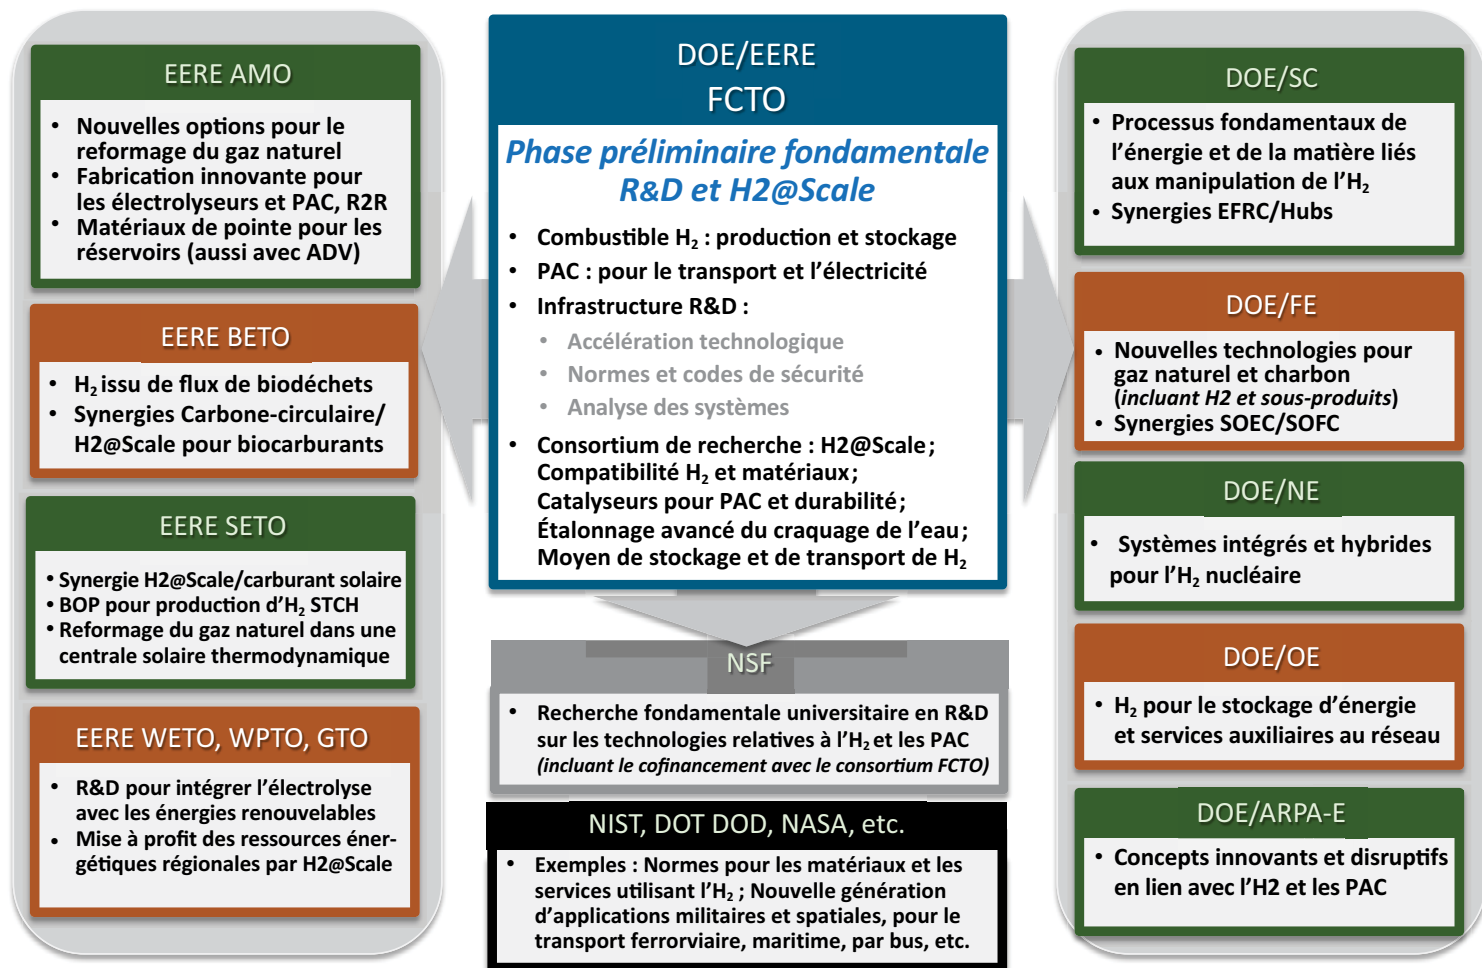 EERE AMO
• Nouvelles options pour le
reformage du gaz naturel
• Fabrication innovante pour
les électrolyseurs et PAC, R2R
• Matériaux de pointe pour les
réservoirs (aussi avec ADV)
EERE BETO
• H₂ issu de flux de biodéchets
• Synergies Carbone-circulaire/
H2@Scale pour biocarburants
EERE SETO
• Synergie H2@Scale/carburant solaire
• BOP pour production d’H₂ STCH
• Reformage du gaz naturel dans une
centrale solaire thermodynamique
EERE WETO, WPTO, GTO
• R&D pour intégrer l’électrolyse
avec les énergies renouvelables
• Mise à profit des ressources éner-
gétiques régionales par H2@Scale
DOE/EERE
FCTO
Phase préliminaire fondamentale
R&D et H2@Scale
• Combustible H₂ : production et stockage
• PAC : pour le transport et l’électricité
• Infrastructure R&D :
• Accélération technologique
• Normes et codes de sécurité
• Analyse des systèmes
• Consortium de recherche : H2@Scale ;
Compatibilité H₂ et matériaux ;
Catalyseurs pour PAC et durabilité ;
Étalonnage avancé du craquage de l’eau ;
Moyen de stockage et de transport de H₂
NSF
• Recherche fondamentale universitaire en R&D
sur les technologies relatives à l’H₂ et les PAC
(incluant le cofinancement avec le consortium FCTO)
NIST, DOT DOD, NASA, etc.
• Exemples : Normes pour les matériaux et les
services utilisant l’H₂ ; Nouvelle génération
d’applications militaires et spatiales, pour le
transport ferrorviaire, maritime, par bus, etc.
DOE/SC
• Processus fondamentaux de
l’énergie et de la matière liés
aux manipulation de l’H₂
• Synergies EFRC/Hubs
DOE/FE
• Nouvelles technologies pour
gaz naturel et charbon
(incluant H2 et sous-produits)
• Synergies SOEC/SOFC
DOE/NE
• Systèmes intégrés et hybrides
pour l’H₂ nucléaire
DOE/OE
• H₂ pour le stockage d’énergie
et services auxiliaires au réseau
DOE/ARPA-E
• Concepts innovants et disruptifs
en lien avec l’H2 et les PAC